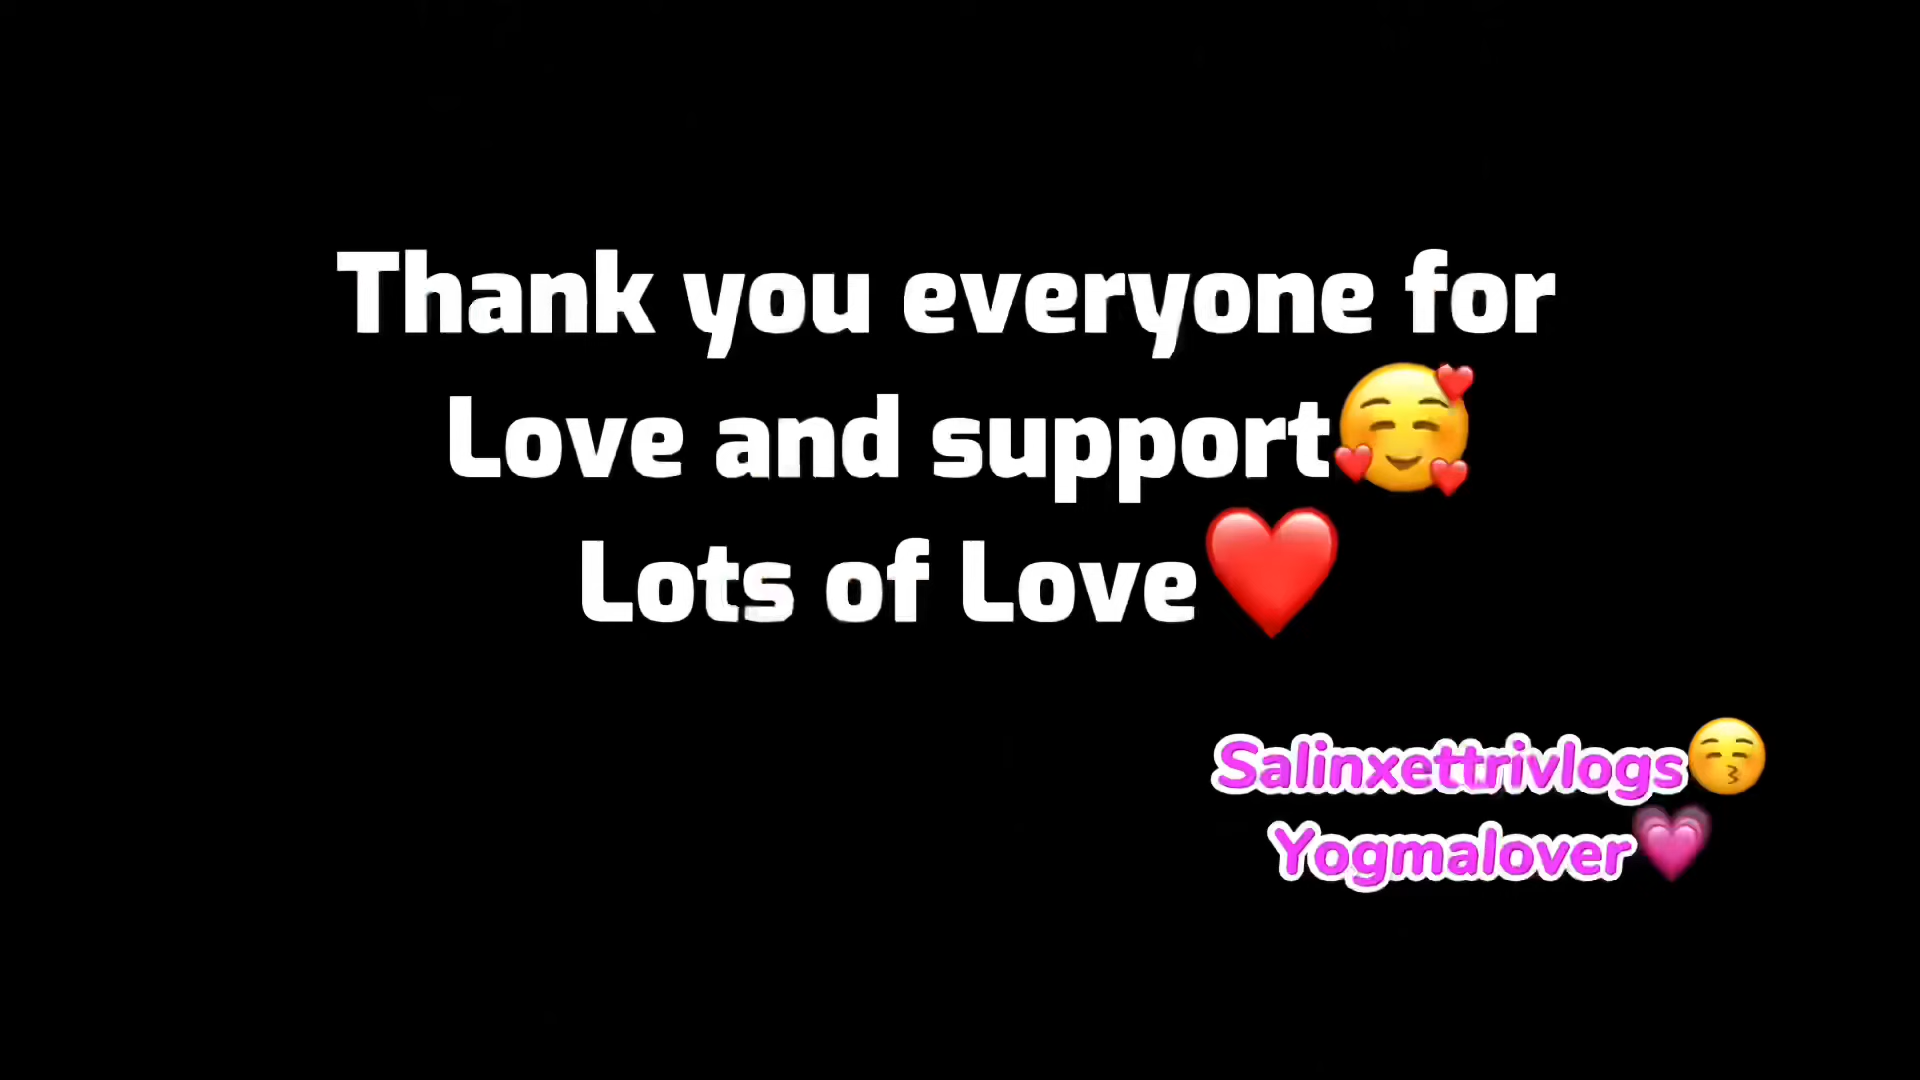 Thank you everyone for
Love and support🥰
Lots of Love❤️
Salinxettrivlogs😚
Yogmalover💗